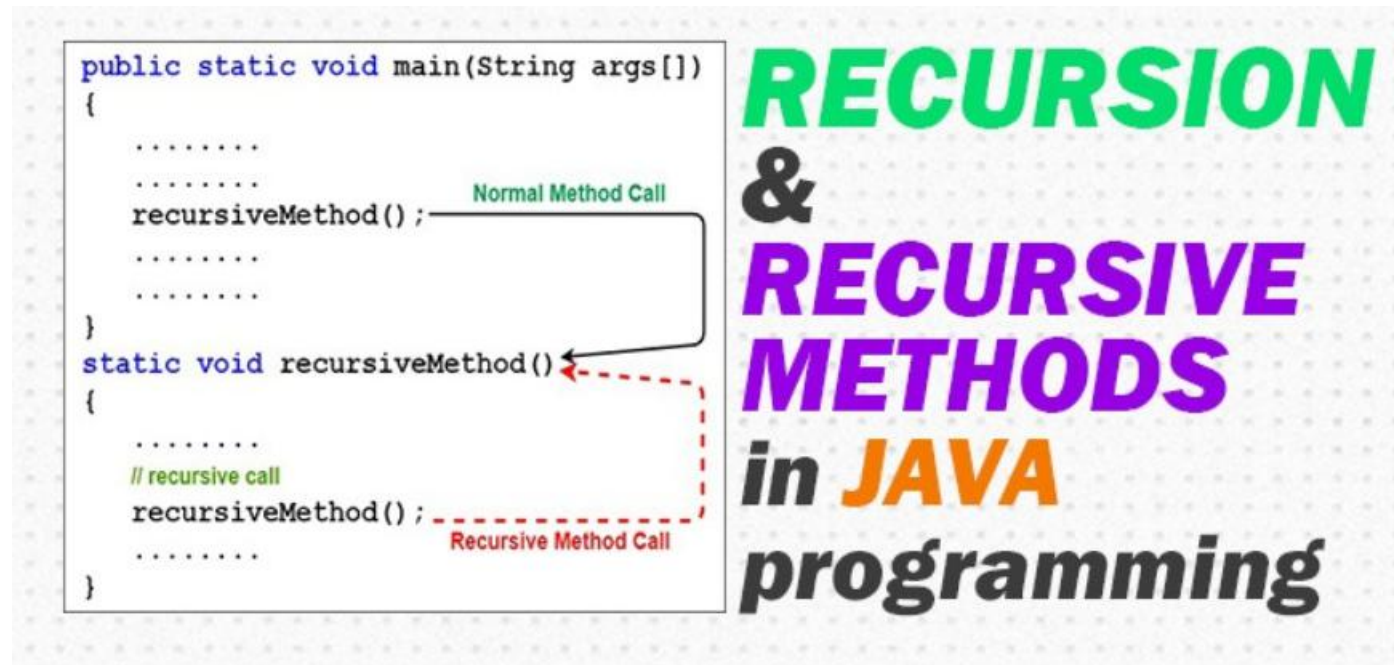 public static void main(String args[])
{
........
........
recursiveMethod();
Normal Method Call
........
........
}
static void recursiveMethod()
{
........
// recursive call
recursiveMethod();
Recursive Method Call
........
}
RECURSION
&
RECURSIVE
METHODS
in JAVA
programming